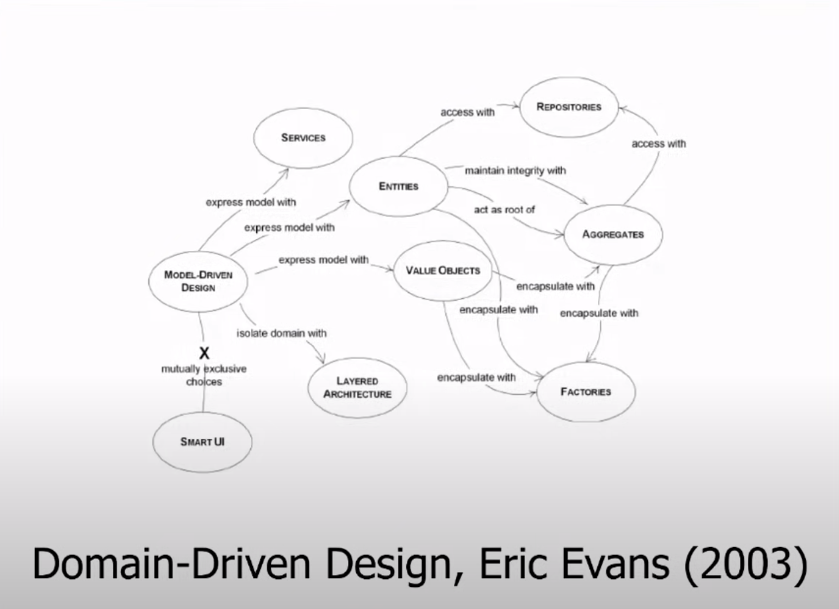 REPOSITORIES
access with
SERVICES
access with
maintain integrity with
ENTITIES
express model with
act as root of
express model with
AGGREGATES
express model with
VALUE OBJECTS
MODEL-DRIVEN
DESIGN
encapsulate with
encapsulate with
encapsulate with
isolate domain with
X
mutually exclusive
choices
encapsulate with
LAYERED
ARCHITECTURE
FACTORIES
SMART UI
Domain-Driven Design, Eric Evans (2003)